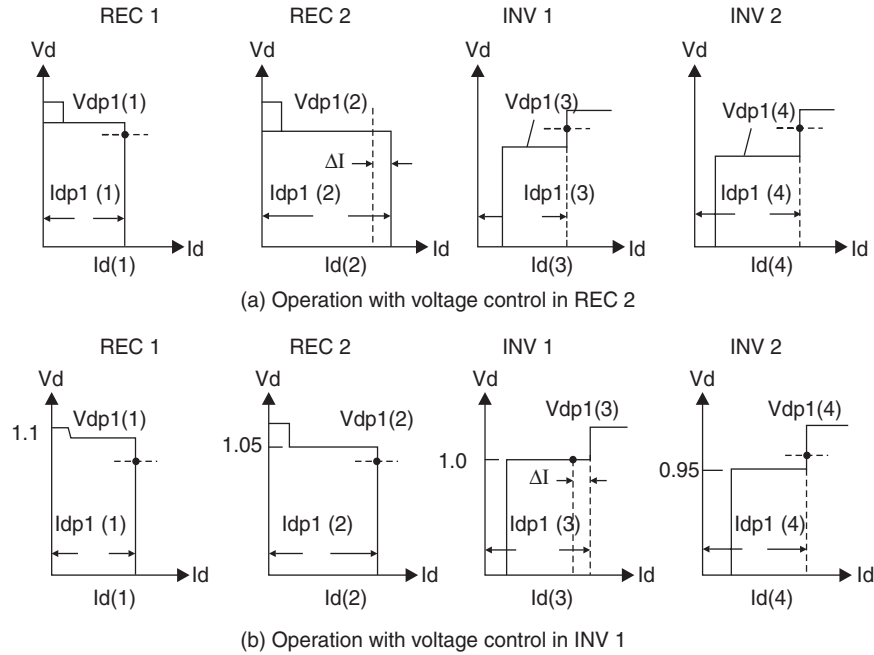 REC 1 REC 2 INV 1 INV 2
Vd Vd Vd Vd
Vdp1(1) Vdp1(2) Vdp1(3) Vdp1(4)
ΔI
Idp1 (1) Idp1 (2) Idp1 (3) Idp1 (4)
Id Id Id Id
Id(1) Id(2) Id(3) Id(4)
(a) Operation with voltage control in REC 2
REC 1 REC 2 INV 1 INV 2
Vd Vd Vd Vd
Vdp1(1) Vdp1(2) Vdp1(3) Vdp1(4)
1.1 1.05 1.0 0.95
ΔI
Idp1 (1) Idp1 (2) Idp1 (3) Idp1 (4)
Id Id Id Id
Id(1) Id(2) Id(3) Id(4)
(b) Operation with voltage control in INV 1